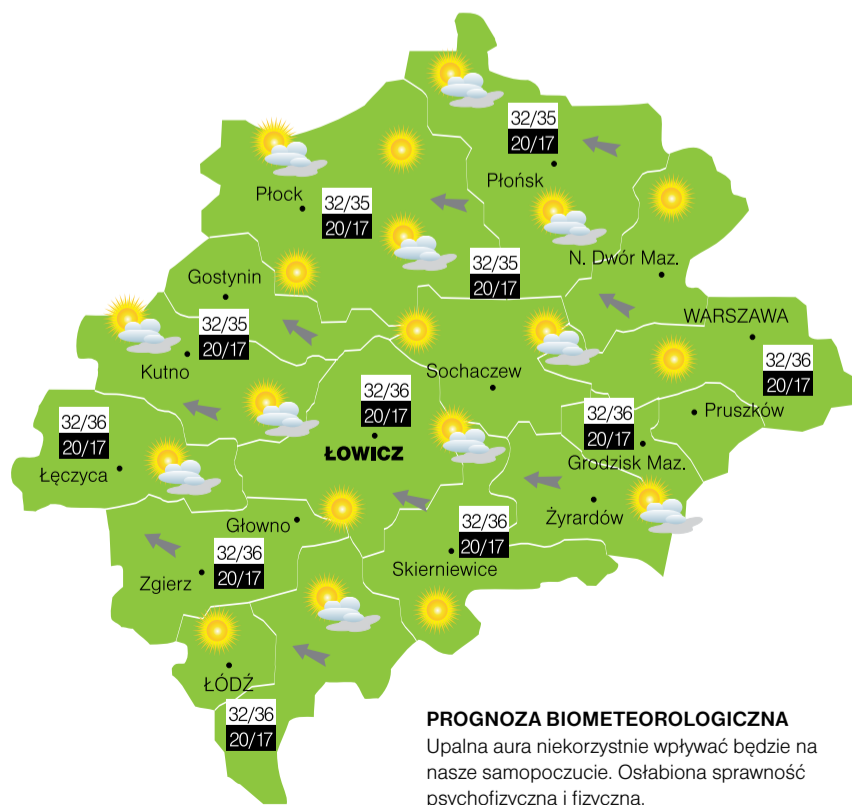 32/35
20/17
Płońsk
Płock
32/35
20/17
32/35
20/17
N. Dwór Maz.
Gostynin
32/35
20/17
Kutno
WARSZAWA
32/36
20/17
Sochaczew
32/36
20/17
ŁOWICZ
32/36
20/17
Pruszków
Grodzisk Maz.
32/36
20/17
Łęczyca
Żyrardów
Głowno
32/36
20/17
Skierniewice
32/36
20/17
Zgierz
ŁÓDŹ
32/36
20/17
PROGNOZA BIOMETEOROLOGICZNA
Upalna aura niekorzystnie wpływać będzie na
nasze samopoczucie. Osłabiona sprawność
psychofizyczna i fizyczna.